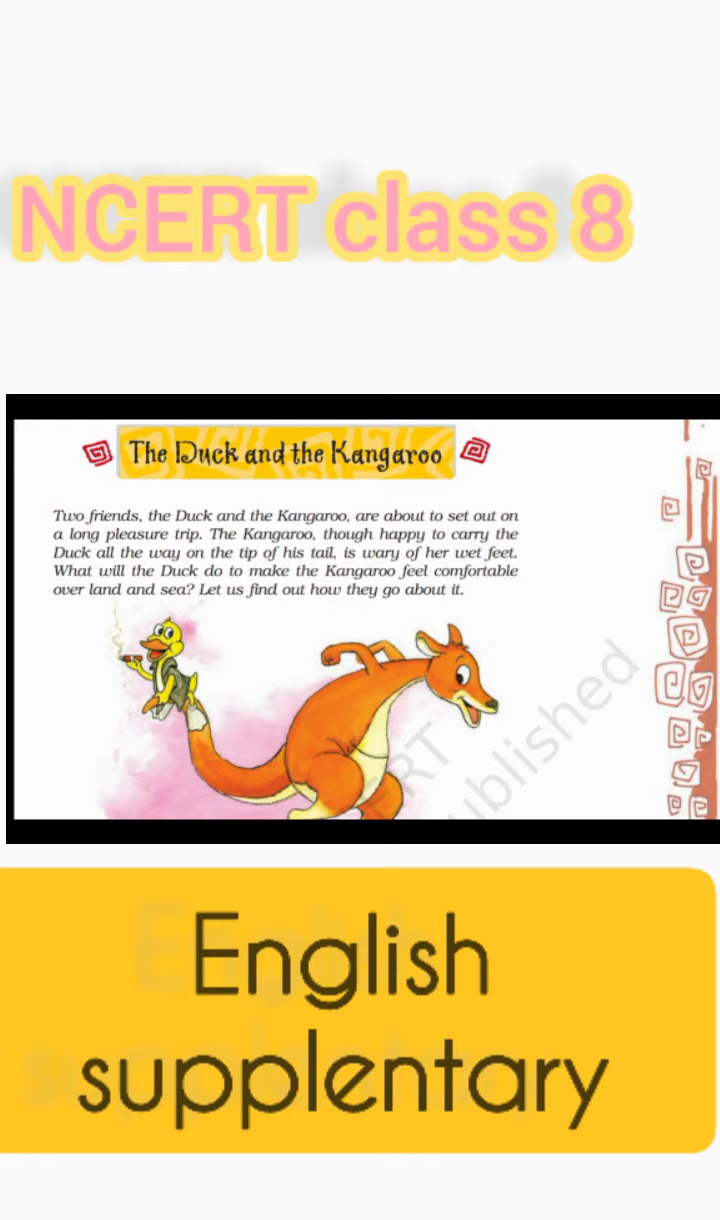 NCERT class 8
The Duck and the Kangaroo
Two friends, the Duck and the Kangaroo, are about to set out on
a long pleasure trip. The Kangaroo, though happy to carry the
Duck all the way on the tip of his tail, is wary of her wet feet.
What will the Duck do to make the Kangaroo feel comfortable
over land and sea? Let us find out how they go about it.
English
supplentary